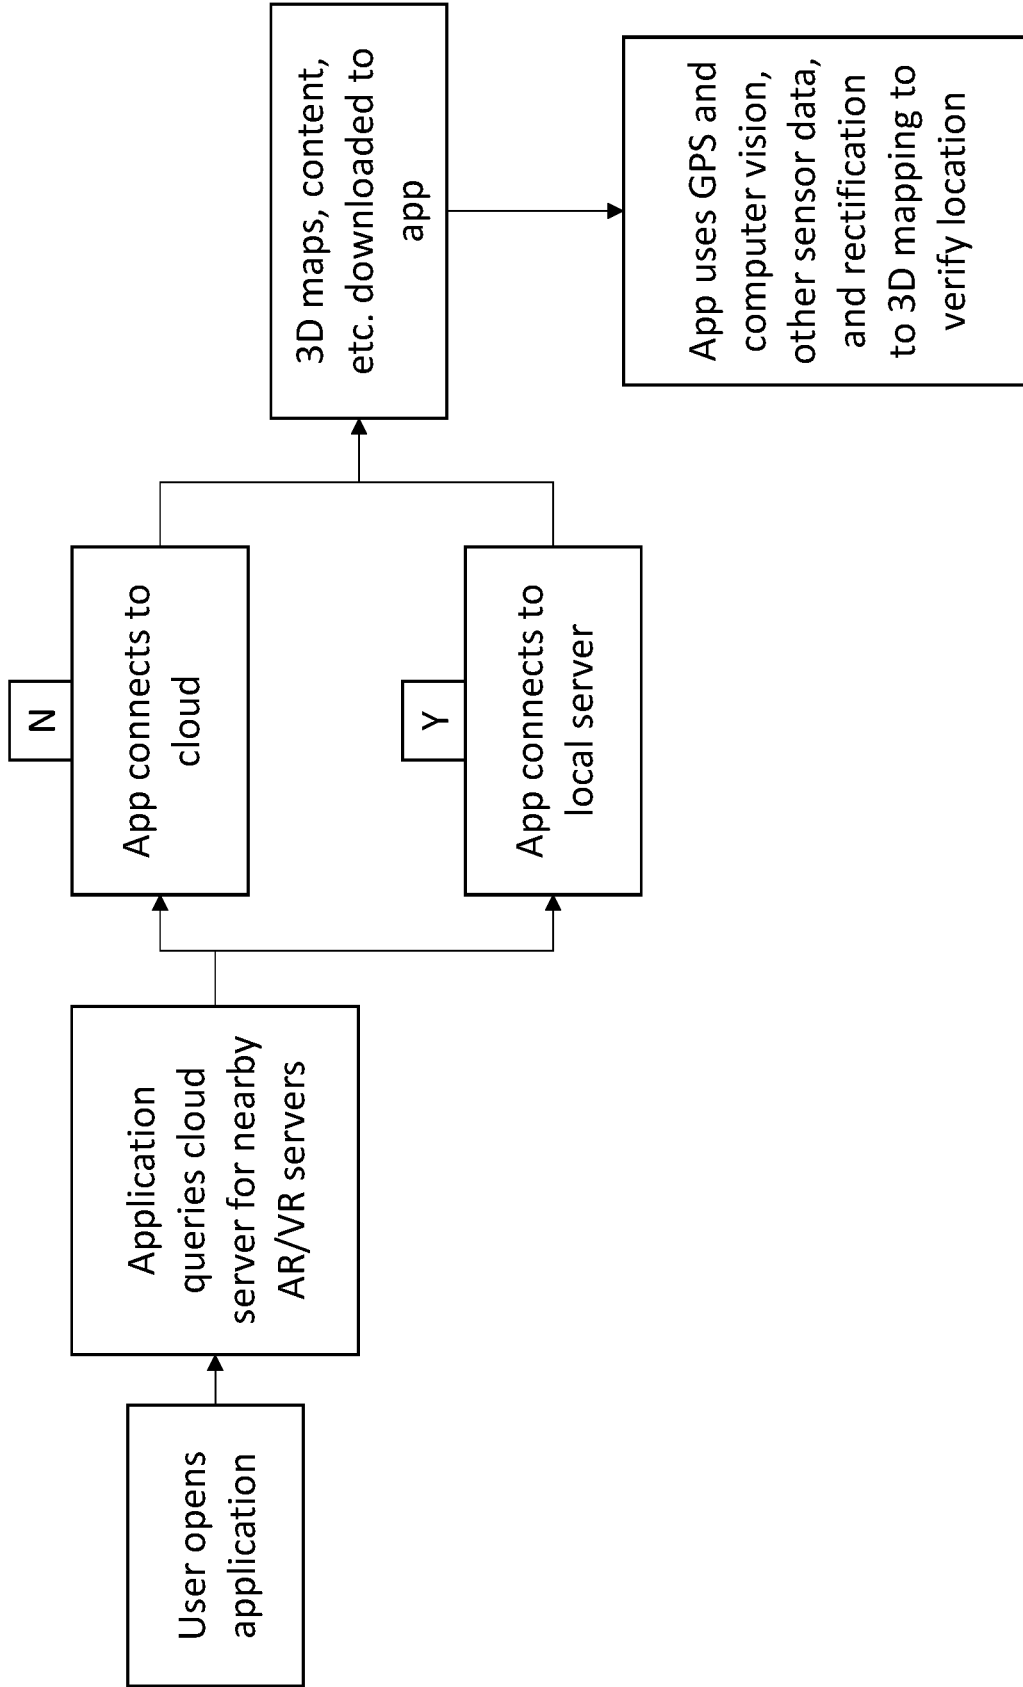 User opens
application
Application
queries cloud
server for nearby
AR/VR servers
N
App connects to
cloud
Y
App connects to
local server
3D maps, content,
etc. downloaded to
app
App uses GPS and
computer vision,
other sensor data,
and rectification
to 3D mapping to
verify location